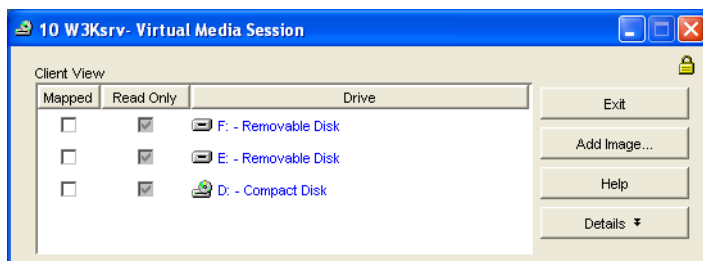 10 W3Ksrv- Virtual Media Session
Client View
Mapped Read Only Drive
F: - Removable Disk
E: - Removable Disk
D: - Compact Disk
Exit
Add Image...
Help
Details